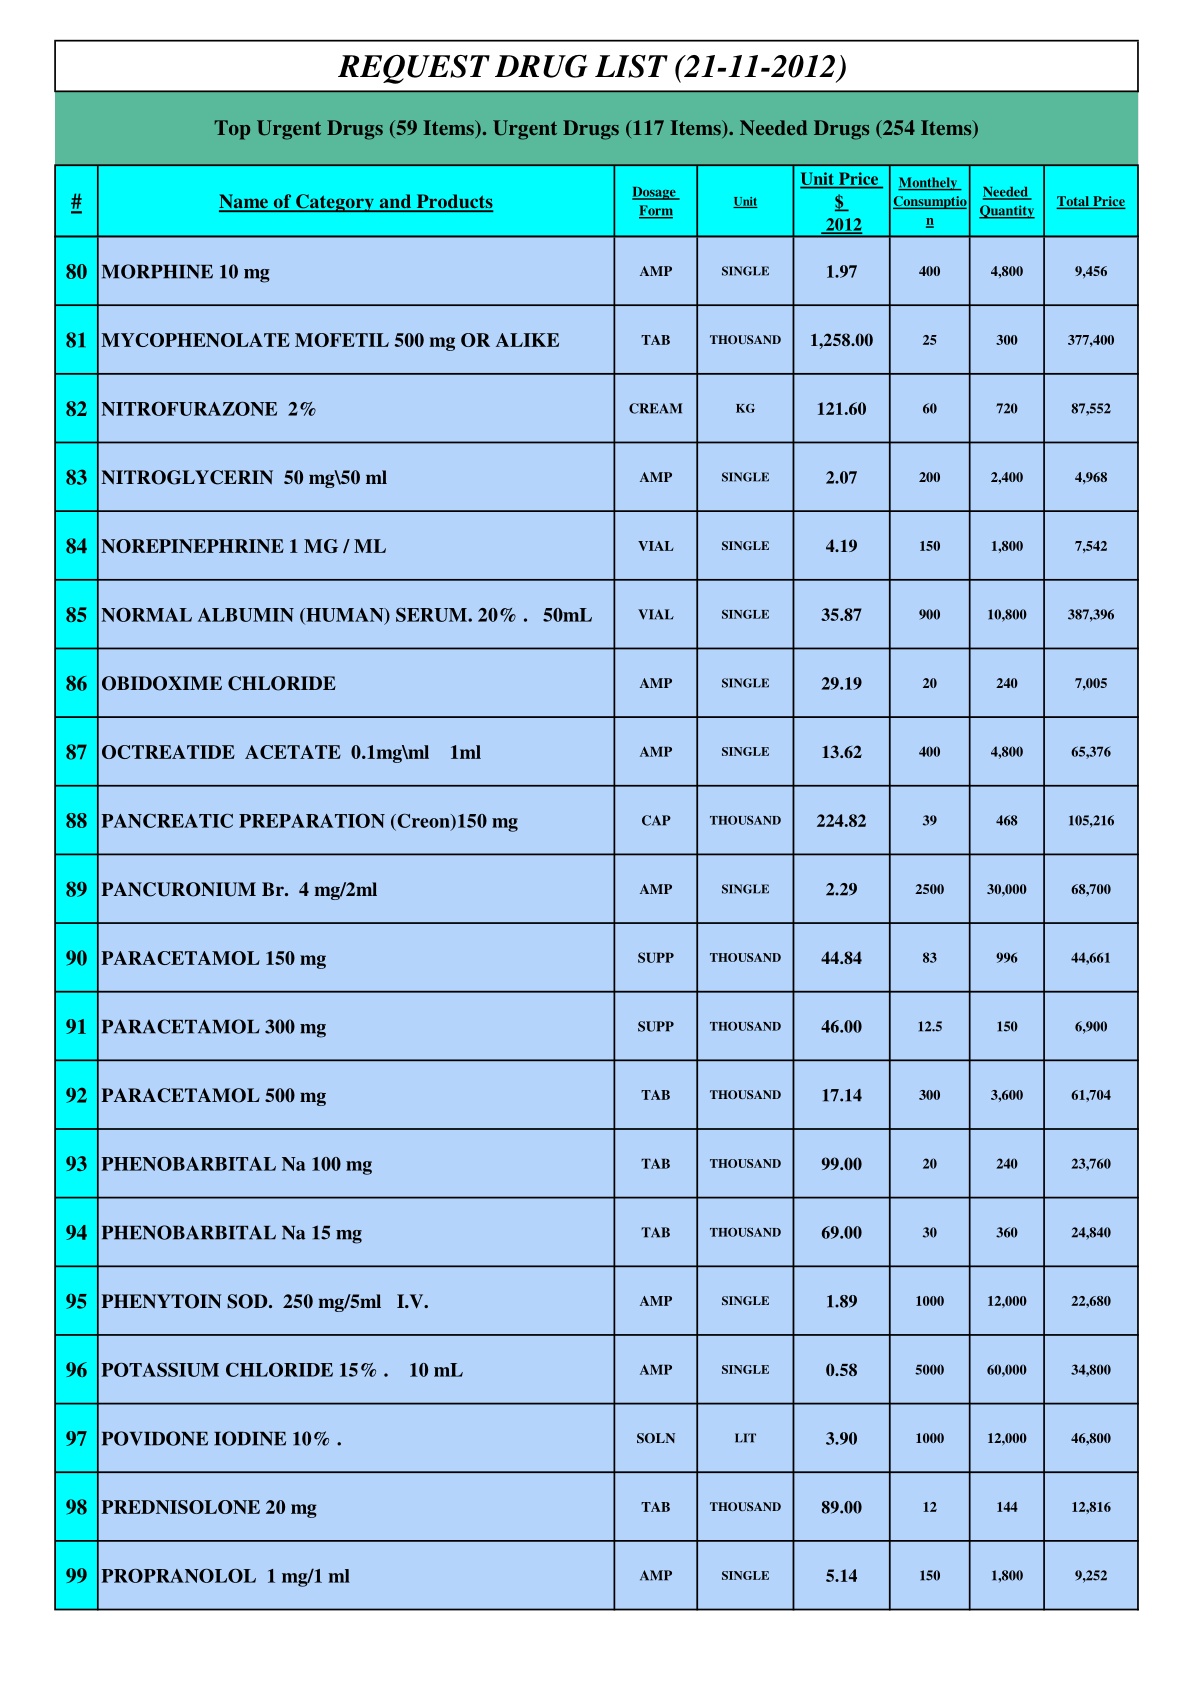 REQUEST DRUG LIST (21-11-2012)
Top Urgent Drugs (59 Items). Urgent Drugs (117 Items). Needed Drugs (254 Items)
# Name of Category and Products Dosage Form Unit Unit Price $ 2012 Monthely Consumptio n Needed Quantity Total Price
80 MORPHINE 10 mg AMP SINGLE 1.97 400 4,800 9,456
81 MYCOPHENOLATE MOFETIL 500 mg OR ALIKE TAB THOUSAND 1,258.00 25 300 377,400
82 NITROFURAZONE 2% CREAM KG 121.60 60 720 87,552
83 NITROGLYCERIN 50 mg\50 ml AMP SINGLE 2.07 200 2,400 4,968
84 NOREPINEPHRINE 1 MG / ML VIAL SINGLE 4.19 150 1,800 7,542
85 NORMAL ALBUMIN (HUMAN) SERUM. 20% . 50mL VIAL SINGLE 35.87 900 10,800 387,396
86 OBIDOXIME CHLORIDE AMP SINGLE 29.19 20 240 7,005
87 OCTREATIDE ACETATE 0.1mg\ml 1ml AMP SINGLE 13.62 400 4,800 65,376
88 PANCREATIC PREPARATION (Creon)150 mg CAP THOUSAND 224.82 39 468 105,216
89 PANCURONIUM Br. 4 mg/2ml AMP SINGLE 2.29 2500 30,000 68,700
90 PARACETAMOL 150 mg SUPP THOUSAND 44.84 83 996 44,661
91 PARACETAMOL 300 mg SUPP THOUSAND 46.00 12.5 150 6,900
92 PARACETAMOL 500 mg TAB THOUSAND 17.14 300 3,600 61,704
93 PHENOBARBITAL Na 100 mg TAB THOUSAND 99.00 20 240 23,760
94 PHENOBARBITAL Na 15 mg TAB THOUSAND 69.00 30 360 24,840
95 PHENYTOIN SOD. 250 mg/5ml I.V. AMP SINGLE 1.89 1000 12,000 22,680
96 POTASSIUM CHLORIDE 15% . 10 mL AMP SINGLE 0.58 5000 60,000 34,800
97 POVIDONE IODINE 10% . SOLN LIT 3.90 1000 12,000 46,800
98 PREDNISOLONE 20 mg TAB THOUSAND 89.00 12 144 12,816
99 PROPRANOLOL 1 mg/1 ml AMP SINGLE 5.14 150 1,800 9,252